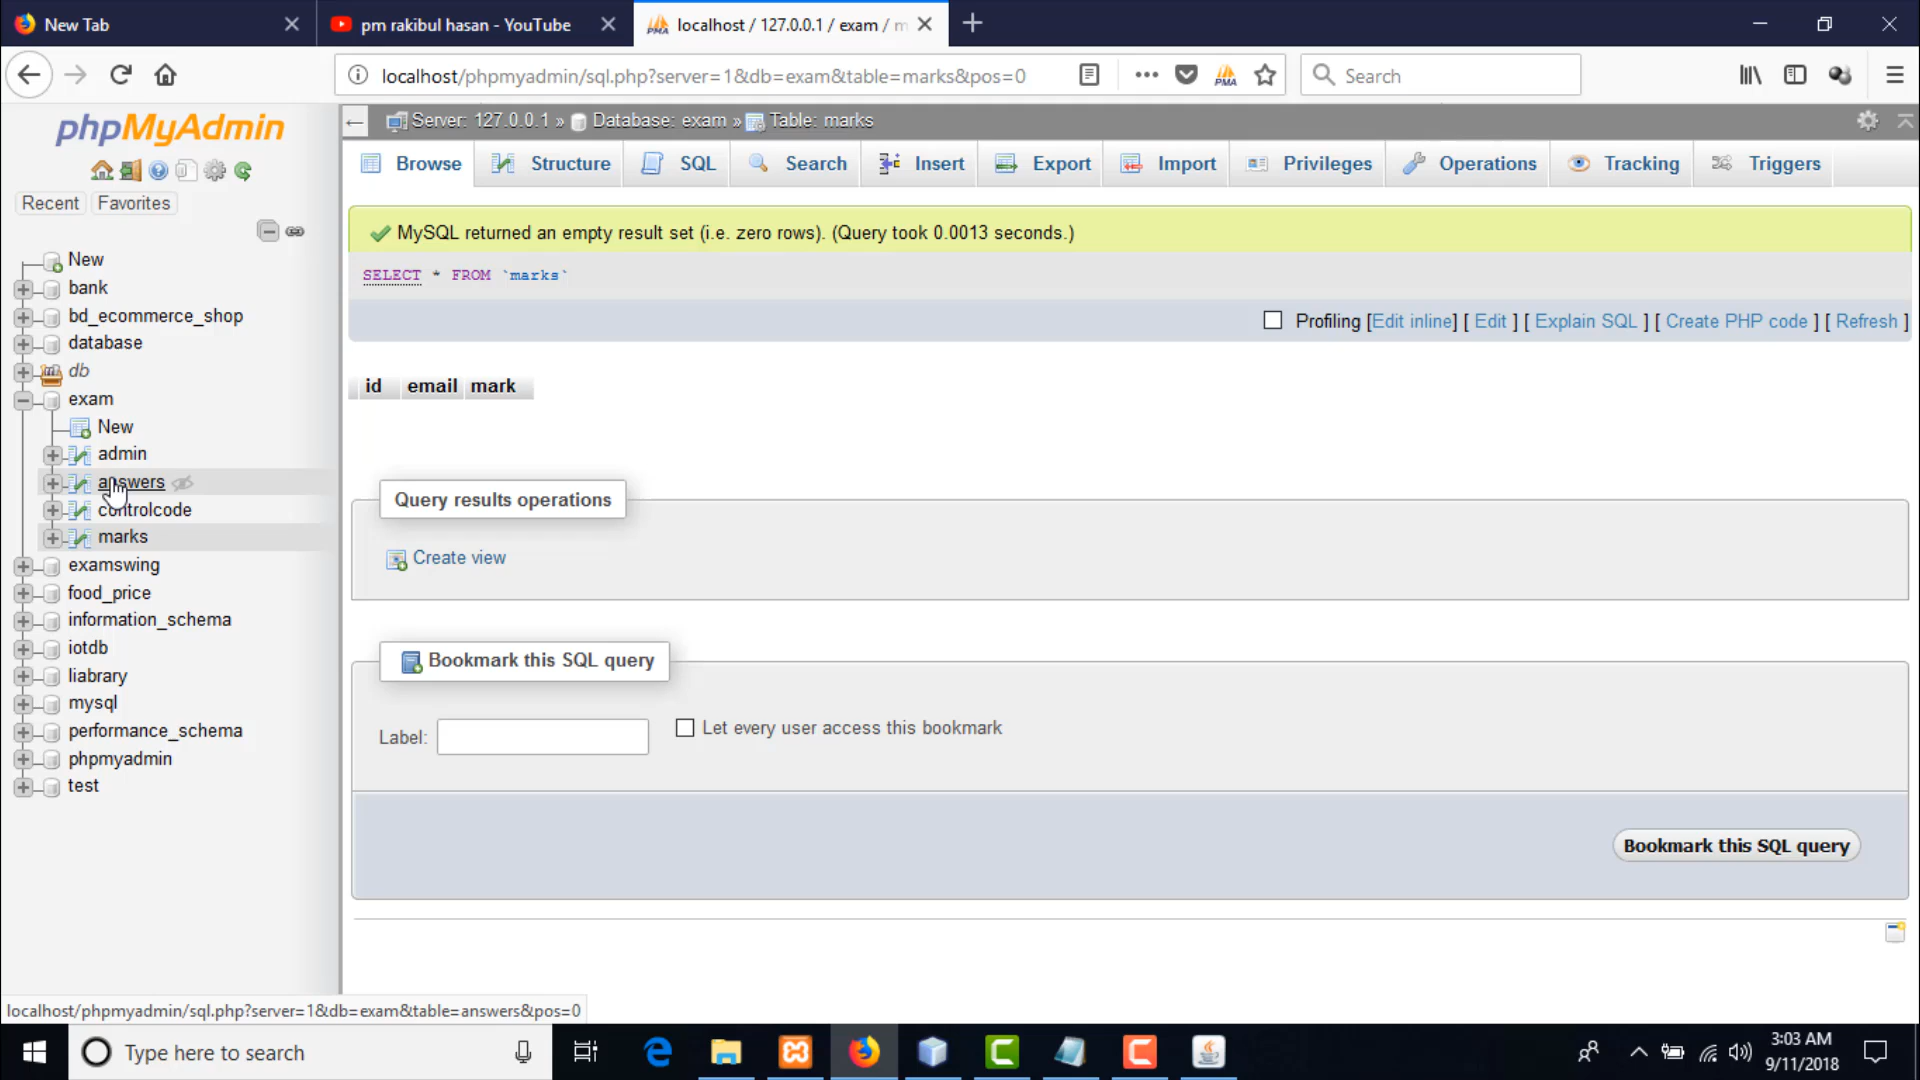 New Tab
pm rakibul hasan - YouTube
localhost / 127.0.0.1 / exam / m
localhost/phpmyadmin/sql.php?server=1&db=exam&table=marks&pos=0
PMA
Search
phpMyAdmin
Server: 127.0.0.1 » Database: exam » Table: marks
Browse Structure SQL Search Insert Export Import Privileges Operations Tracking Triggers
Recent Favorites
MySQL returned an empty result set (i.e. zero rows). (Query took 0.0013 seconds.)
SELECT * FROM `marks`
Profiling [Edit inline] [ Edit ] [ Explain SQL ] [ Create PHP code ] [ Refresh ]
id email mark
New
bank
bd_ecommerce_shop
database
db
exam
New
admin
answers
controlcode
marks
examswing
food_price
information_schema
iotdb
liabrary
mysql
performance_schema
phpmyadmin
test
Query results operations
Create view
Bookmark this SQL query
Label:
Let every user access this bookmark
Bookmark this SQL query
localhost/phpmyadmin/sql.php?server=1&db=exam&table=answers&pos=0
Type here to search
3:03 AM
9/11/2018